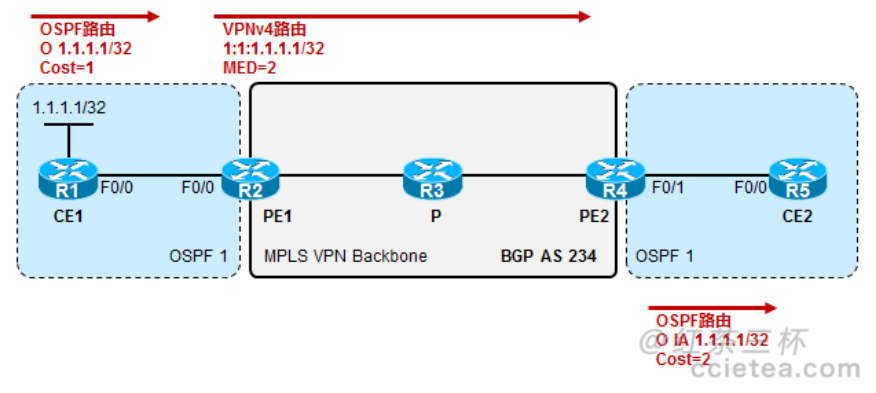 OSPF路由
O 1.1.1.1/32
Cost=1
VPNv4路由
1:1:1.1.1.1/32
MED=2
1.1.1.1/32
R1
F0/0
F0/0
R2
R3
R4
F0/1
F0/0
R5
CE1
PE1
P
PE2
CE2
OSPF 1
MPLS VPN Backbone
BGP AS 234
OSPF 1
OSPF路由
O IA 1.1.1.1/32
Cost=2
@红茶三杯
ccietea.com